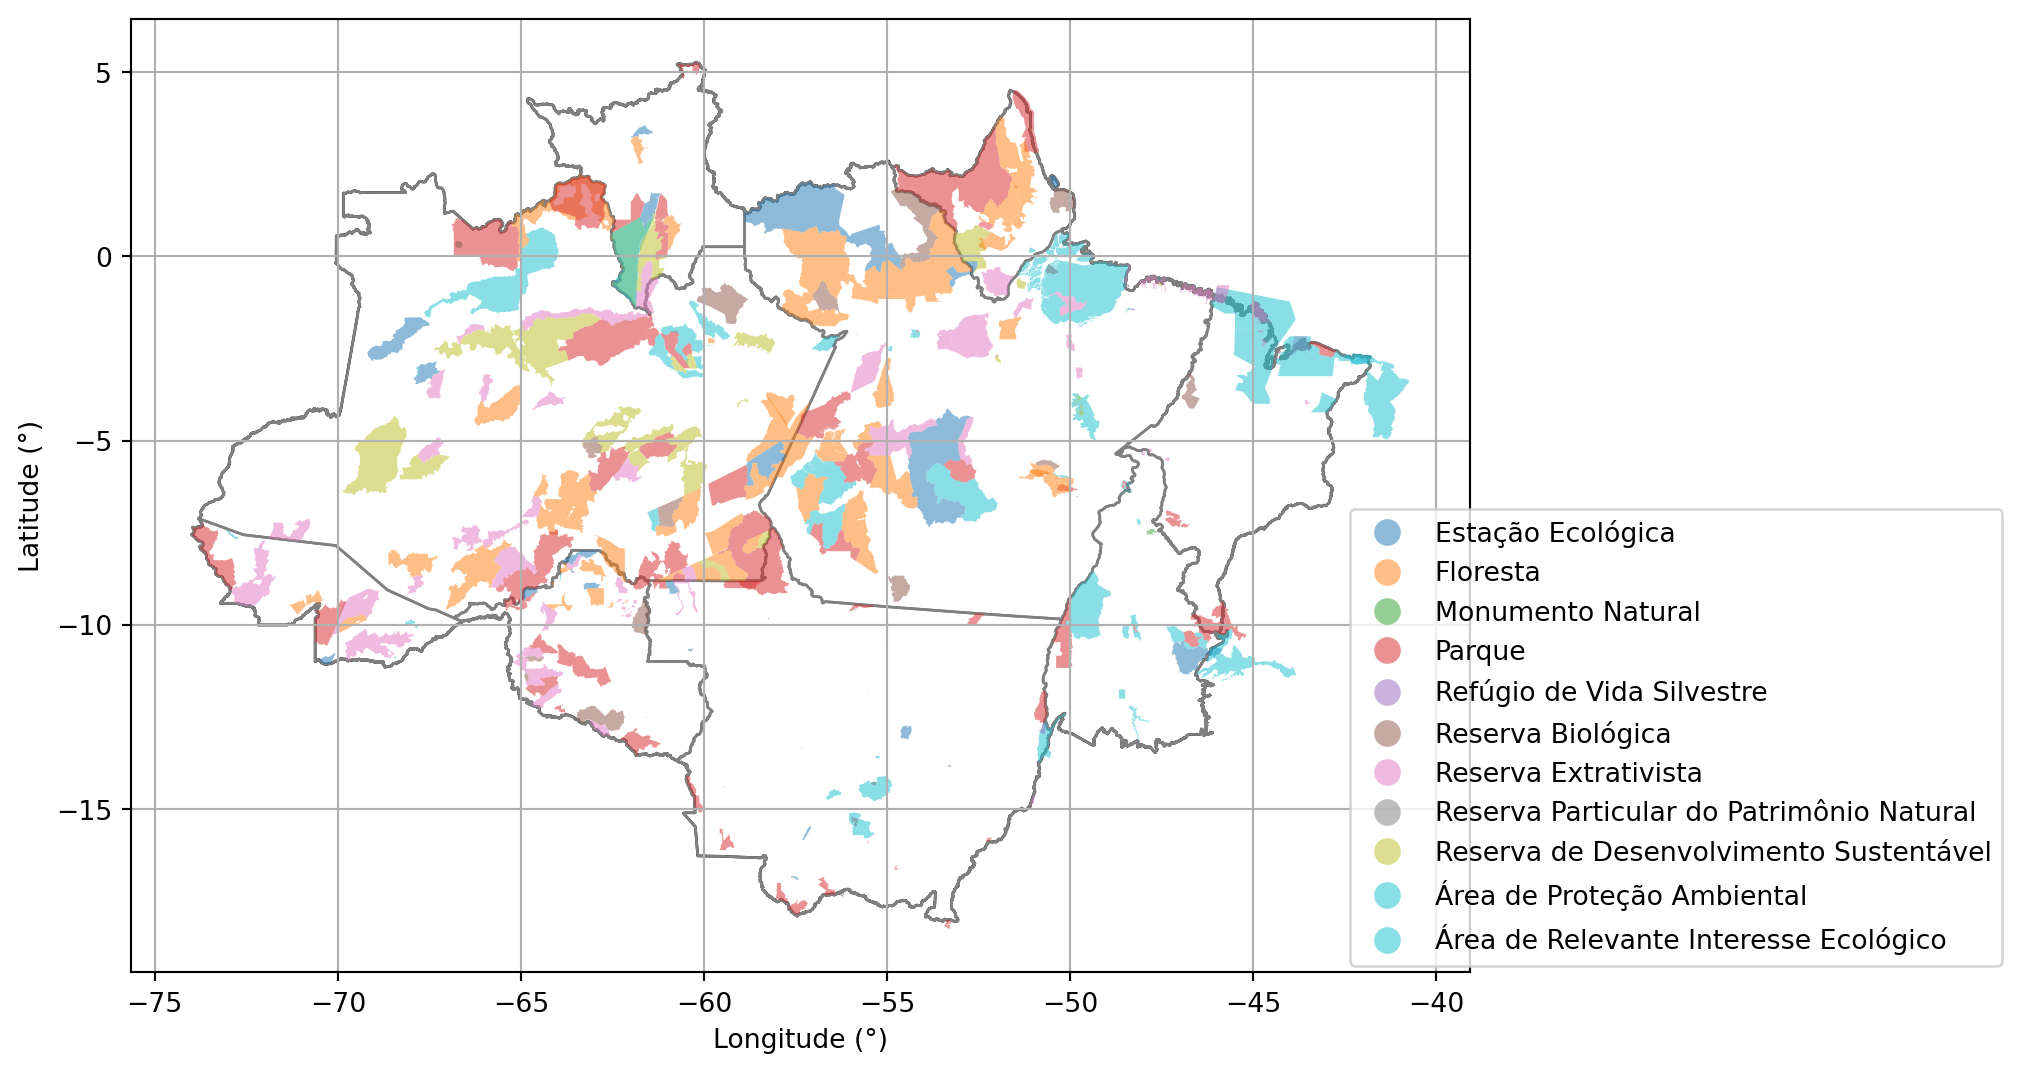 5
0
−5
−10
−15
Latitude (°)
−75
−70
−65
−60
−55
−50
−45
−40
Longitude (°)
Estação Ecológica
Floresta
Monumento Natural
Parque
Refúgio de Vida Silvestre
Reserva Biológica
Reserva Extrativista
Reserva Particular do Patrimônio Natural
Reserva de Desenvolvimento Sustentável
Área de Proteção Ambiental
Área de Relevante Interesse Ecológico